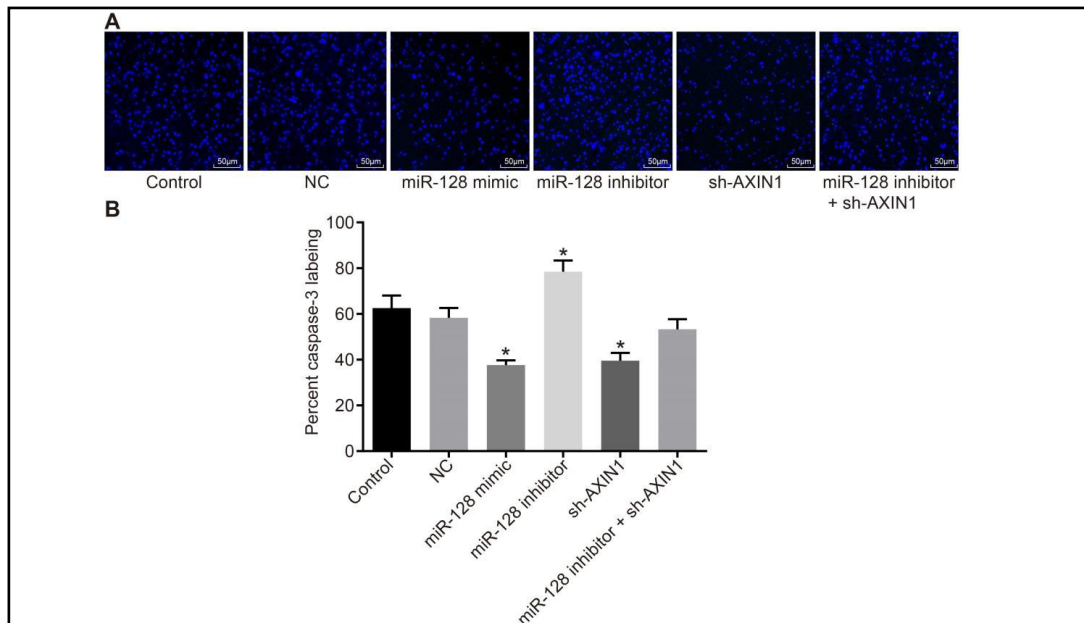 A
50μm 50μm 50μm 50μm 50μm 50μm
Control NC miR-128 mimic miR-128 inhibitor sh-AXIN1 miR-128 inhibitor
+ sh-AXIN1
B
Percent caspase-3 labeing
100
80
60
40
20
0
*
*
*
Control
NC
miR-128 mimic
miR-128 inhibitor
sh-AXIN1
miR-128 inhibitor + sh-AXIN1